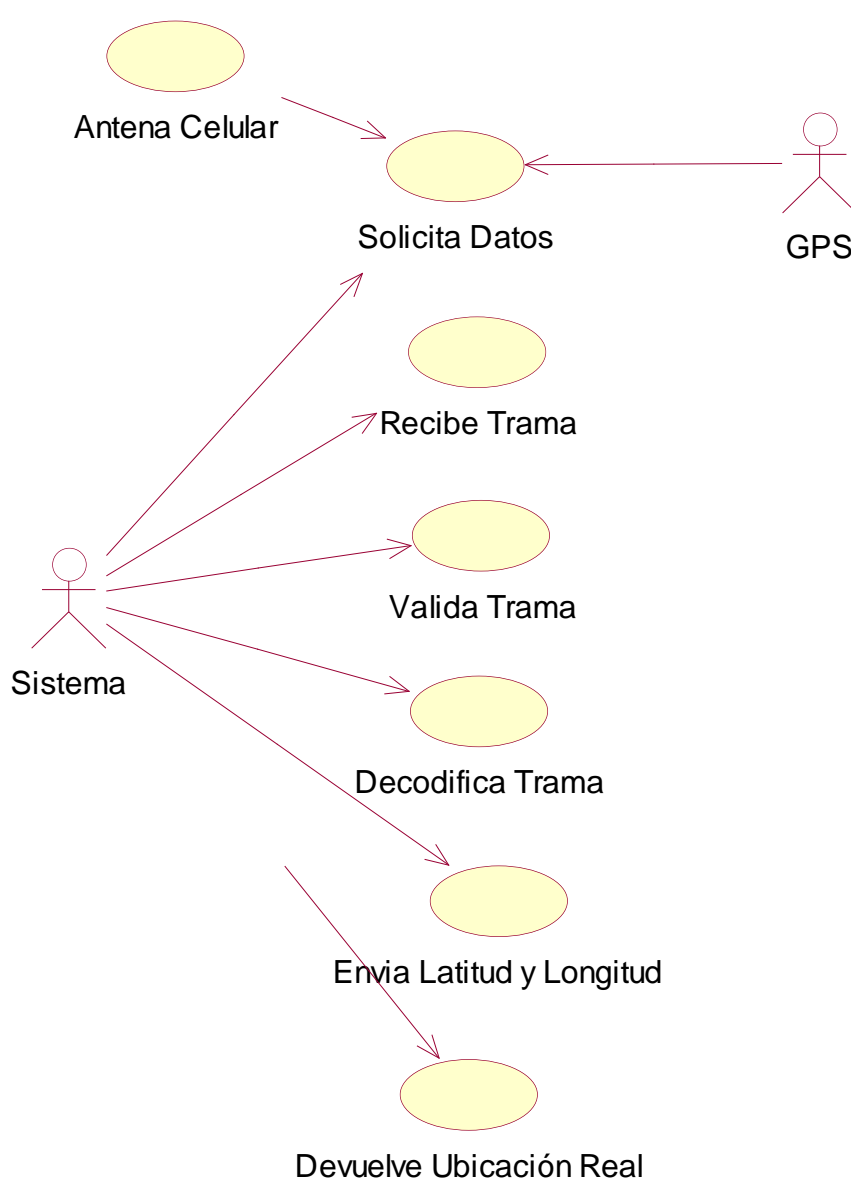 Antena Celular
Solicita Datos
GPS
Recibe Trama
Valida Trama
Sistema
Decodifica Trama
Envia Latitud y Longitud
Devuelve Ubicación Real